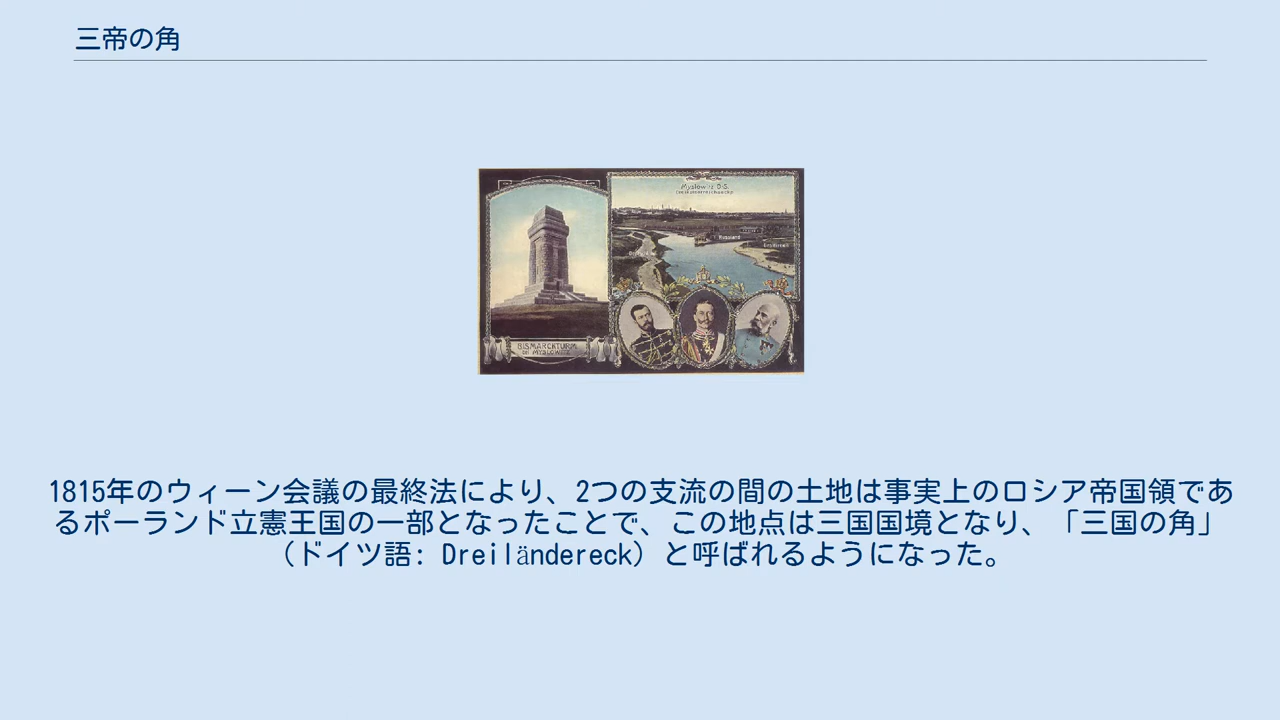 三帝の角
Myslowitz O-S.
Russland
BISMARCKTURM
bei MYSLOWITZ
1815年のウィーン会議の最終法により、2つの支流の間の土地は事実上のロシア帝国領であ
るポーランド立憲王国の一部となったことで、この地点は三国国境となり、「三国の角」
（ドイツ語: Dreiländereck）と呼ばれるようになった。